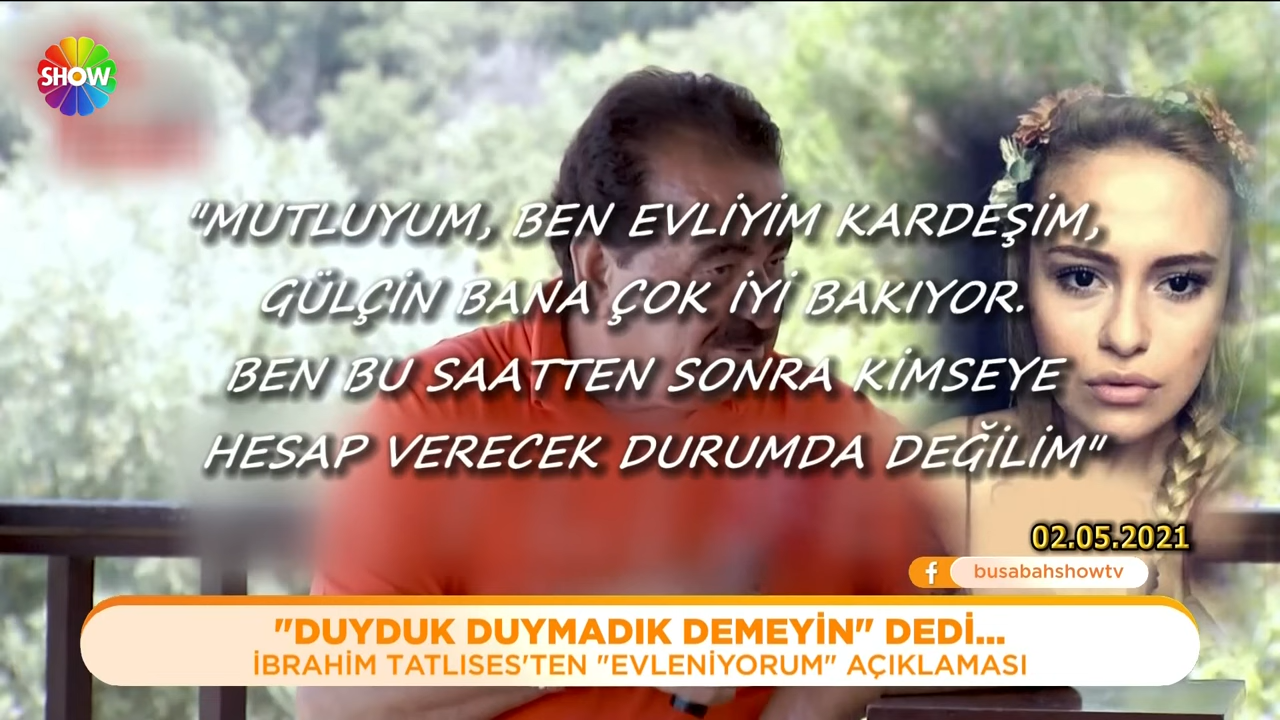 SHOW
"MUTLUYUM, BEN EVLİYİM KARDEŞİM,
GÜLÇİN BANA ÇOK İYİ BAKIYOR.
BEN BU SAATTEN SONRA KİMSEYE
HESAP VERECEK DURUMDA DEĞİLİM"
02.05.2021
f busabahshowtv
"DUYDUK DUYMADIK DEMEYİN" DEDİ...
İBRAHİM TATLISES'TEN "EVLENİYORUM" AÇIKLAMASI